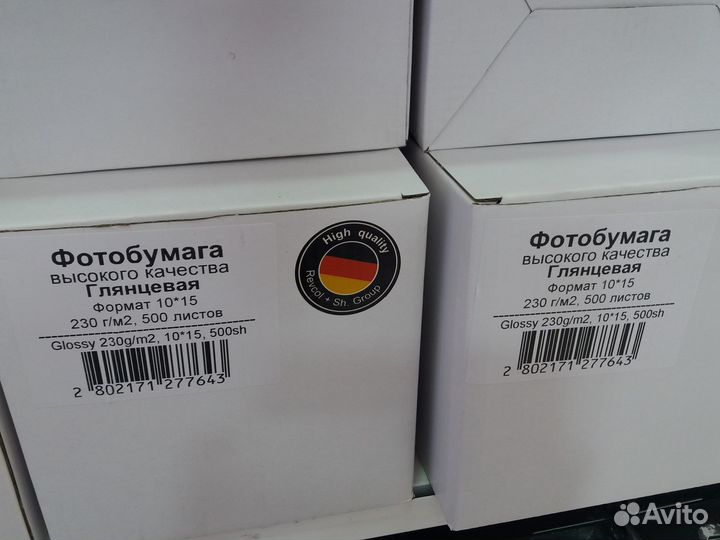 Фотобумага
высокого качества
Глянцевая
Формат 10*15
230 г/м2, 500 листов
Glossy 230g/m2, 10*15, 500sh
2 802171 277643
High quality
Revcol + Sh. Group
Фотобумага
высокого качества
Глянцевая
Формат 10*15
230 г/м2, 500 листов
Glossy 230g/m2, 10*15, 500sh
2 802171 277643
Avito